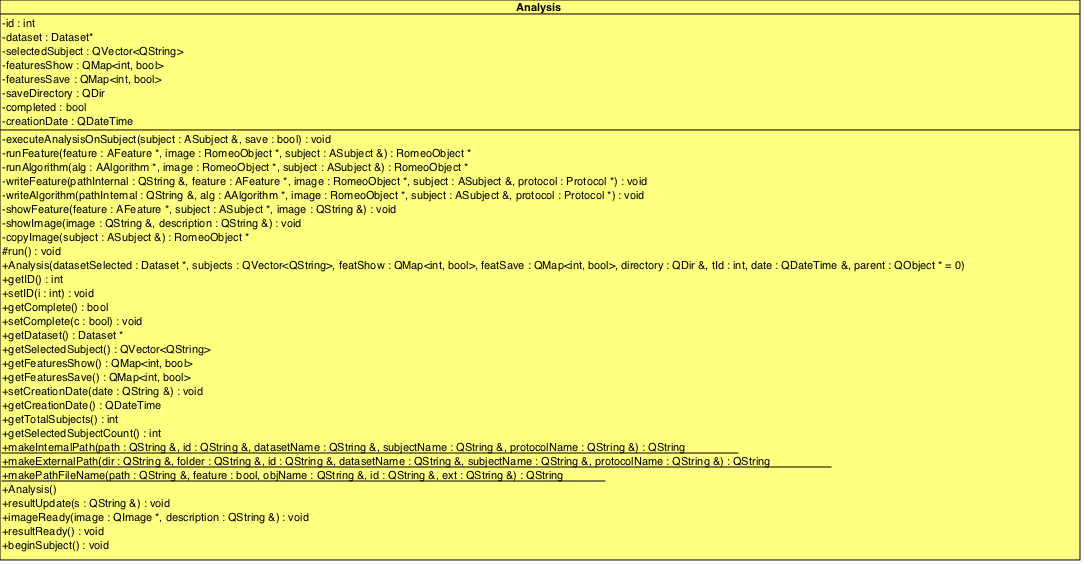 Analysis
-id : int
-dataset : Dataset*
-selectedSubject : QVector<QString>
-featuresShow : QMap<int, bool>
-featuresSave : QMap<int, bool>
-saveDirectory : QDir
-completed : bool
-creationDate : QDateTime
-executeAnalysisOnSubject(subject : ASubject &, save : bool) : void
-runFeature(feature : AFeature *, image : RomeoObject *, subject : ASubject &) : RomeoObject *
-runAlgorithm(alg : AAlgorithm *, image : RomeoObject *, subject : ASubject &) : RomeoObject *
-writeFeature(pathInternal : QString &, feature : AFeature *, image : RomeoObject *, subject : ASubject &, protocol : Protocol *) : void
-writeAlgorithm(pathInternal : QString &, alg : AAlgorithm *, image : RomeoObject *, subject : ASubject &, protocol : Protocol *) : void
-showFeature(feature : AFeature *, subject : ASubject *, image : QString &) : void
-showImage(image : QString &, description : QString &) : void
-copyImage(subject : ASubject &) : RomeoObject *
#run() : void
+Analysis(datasetSelected : Dataset *, subjects : QVector<QString>, featShow : QMap<int, bool>, featSave : QMap<int, bool>, directory : QDir &, tId : int, date : QDateTime &, parent : QObject * = 0)
+getID() : int
+setID(i : int) : void
+getComplete() : bool
+setComplete(c : bool) : void
+getDataset() : Dataset *
+getSelectedSubject() : QVector<QString>
+getFeaturesShow() : QMap<int, bool>
+getFeaturesSave() : QMap<int, bool>
+setCreationDate(date : QString &) : void
+getCreationDate() : QDateTime
+getTotalSubjects() : int
+getSelectedSubjectCount() : int
+makeInternalPath(path : QString &, id : QString &, datasetName : QString &, subjectName : QString &, protocolName : QString &) : QString
+makeExternalPath(dir : QString &, folder : QString &, id : QString &, datasetName : QString &, subjectName : QString &, protocolName : QString &) : QString
+makePathFileName(path : QString &, feature : bool, objName : QString &, id : QString &, ext : QString &) : QString
+Analysis()
+resultUpdate(s : QString &) : void
+imageReady(image : QImage *, description : QString &) : void
+resultReady() : void
+beginSubject() : void